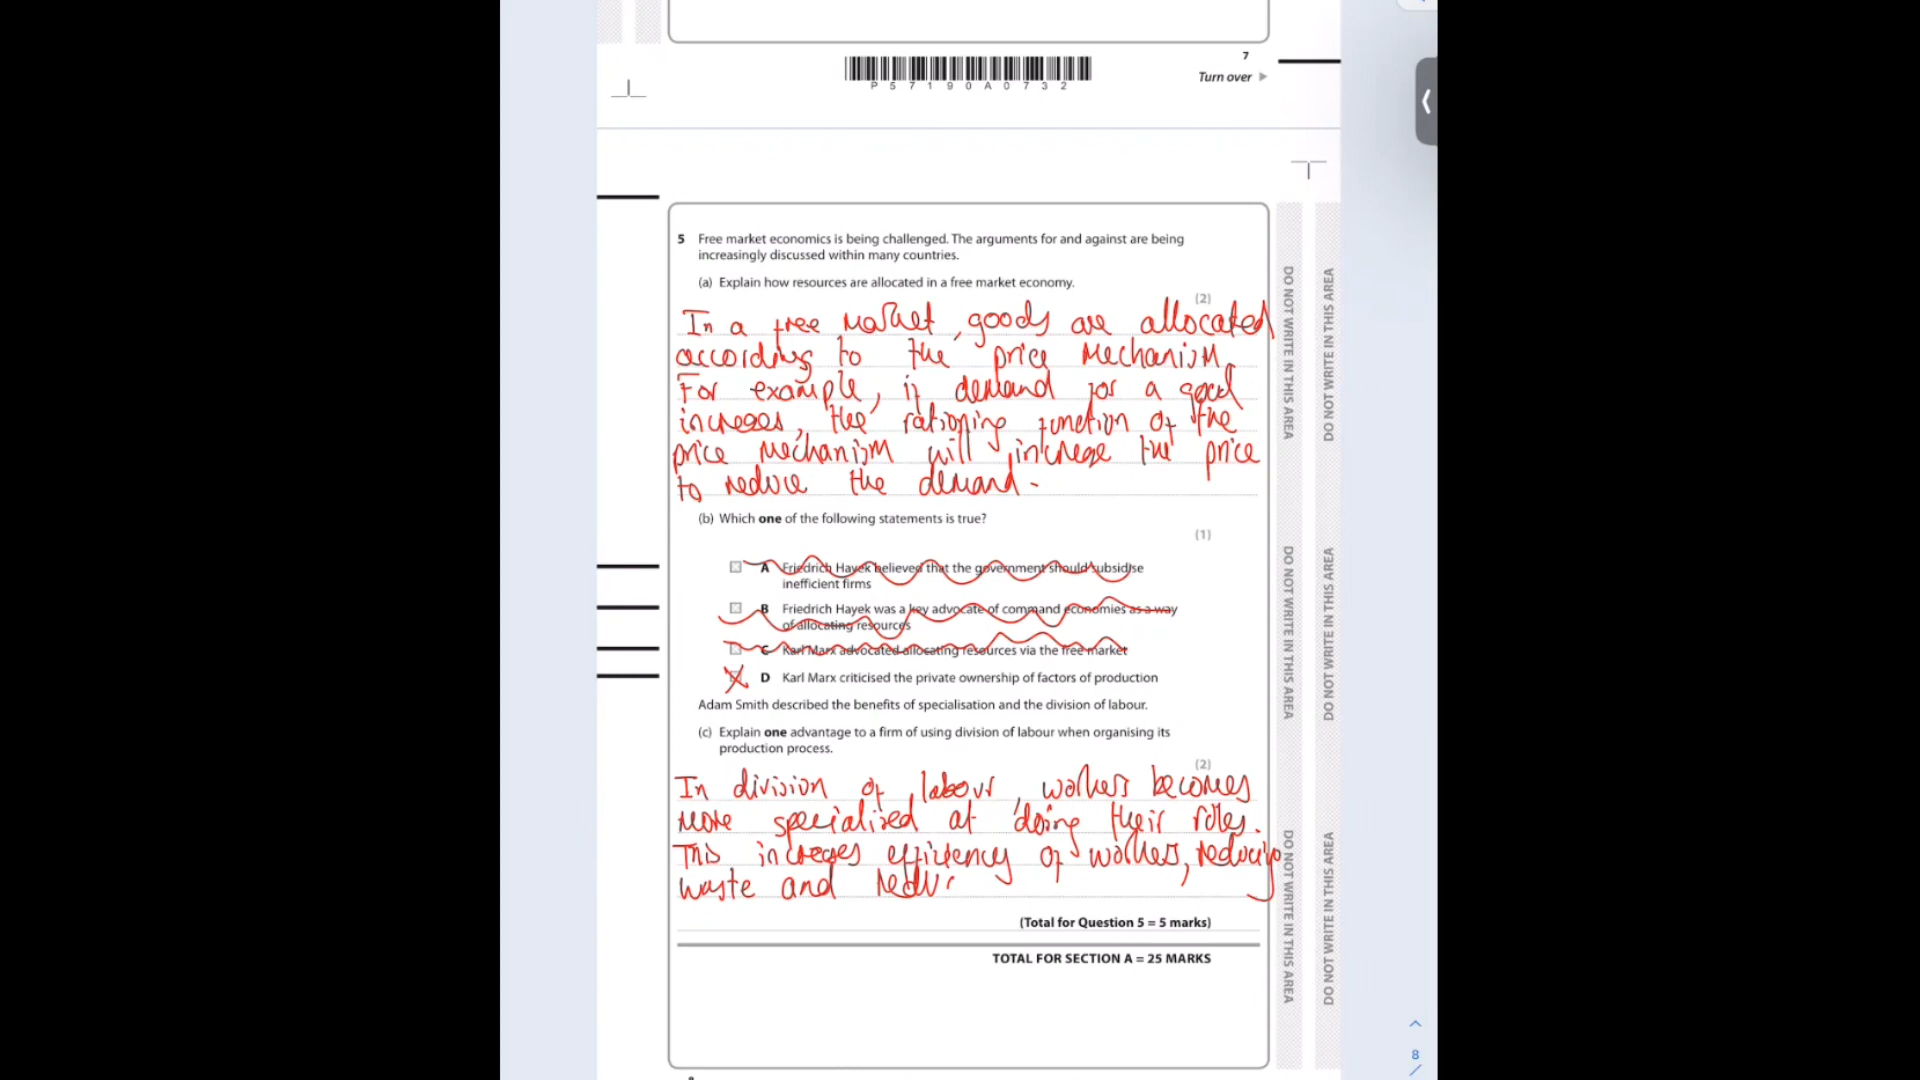 7
P 5 7 1 9 0 A 0 7 3 2
Turn over
5 Free market economics is being challenged. The arguments for and against are being
increasingly discussed within many countries.
(a) Explain how resources are allocated in a free market economy.
(2)
In a free market, goods are allocated
according to the price mechanism.
For example, if demand for a good
increases, the rationing function of the
price mechanism will increase the price
to reduce the demand.
(b) Which one of the following statements is true?
(1)
A Friedrich Hayek believed that the government should subsidise
inefficient firms
B Friedrich Hayek was a key advocate of command economies as a way
of allocating resources
C Karl Marx advocated allocating resources via the free market
D Karl Marx criticised the private ownership of factors of production
Adam Smith described the benefits of specialisation and the division of labour.
(c) Explain one advantage to a firm of using division of labour when organising its
production process.
(2)
In division of labour, workers becomes
more specialised at doing their roles.
This increases efficiency of workers, reducing
waste and redu
(Total for Question 5 = 5 marks)
TOTAL FOR SECTION A = 25 MARKS
DO NOT WRITE IN THIS AREA
DO NOT WRITE IN THIS AREA
DO NOT WRITE IN THIS AREA
DO NOT WRITE IN THIS AREA
DO NOT WRITE IN THIS AREA
DO NOT WRITE IN THIS AREA
8